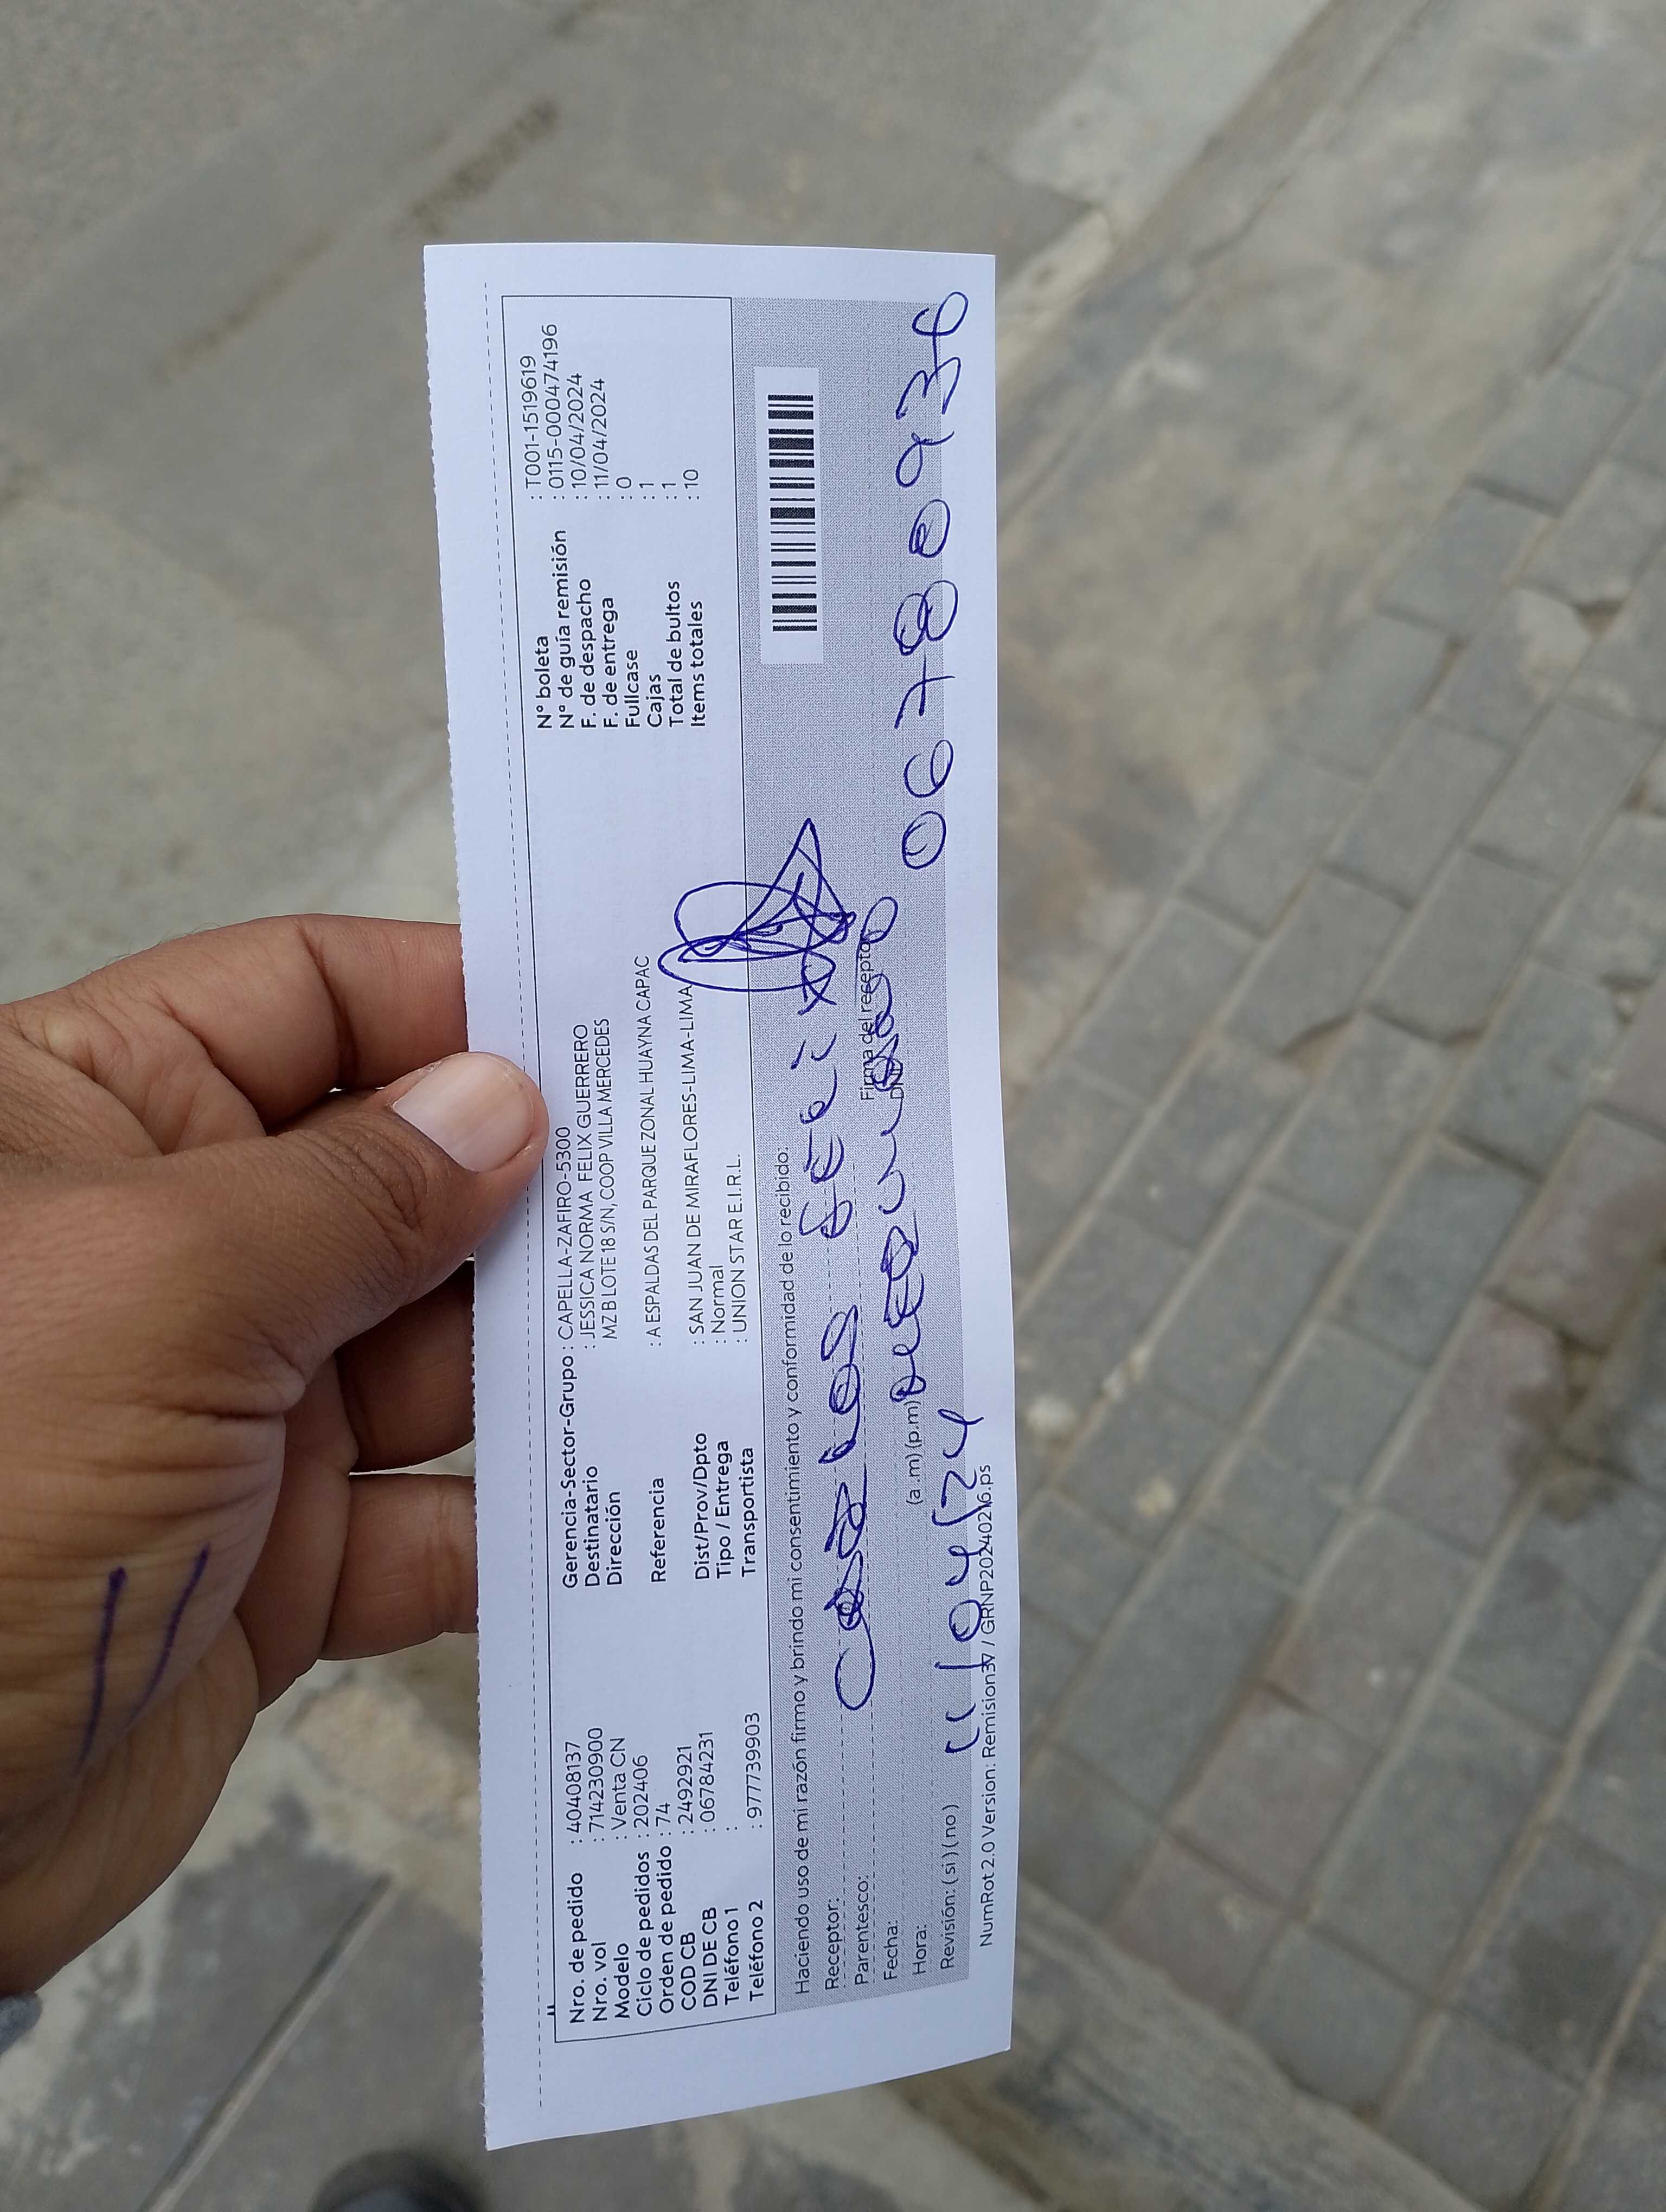 Nro. de pedido : 40408137
Nro. vol : 714230900
Modelo : Venta CN
Ciclo de pedidos : 202406
Orden de pedido : 74
COD CB : 2492921
DNI DE CB : 06784231
Teléfono 1 :
Teléfono 2 : 977739903
Gerencia-Sector-Grupo : CAPELLA-ZAFIRO-5300
Destinatario : JESSICA NORMA FELIX GUERRERO
Dirección MZ B LOTE 18 S/N, COOP VILLA MERCEDES
Referencia : A ESPALDAS DEL PARQUE ZONAL HUAYNA CAPAC
Dist/Prov/Dpto : SAN JUAN DE MIRAFLORES-LIMA-LIMA
Tipo / Entrega : Normal
Transportista : UNION STAR E.I.R.L.
N° boleta : T001-1519619
N° de guía remisión : 0115-000474196
F. de despacho : 10/04/2024
F. de entrega : 11/04/2024
Fullcase : 0
Cajas : 1
Total de bultos : 1
Items totales : 10
Haciendo uso de mi razón firmo y brindo mi consentimiento y conformidad de lo recibido:
Receptor: Carlos Felix
Parentesco:
Firma del receptor
Fecha:
DNI 06780936
Hora: (a .m) (p.m)
Revisión: ( si ) ( no ) 11/04/24
NumRot 2.0 Version: Remision3V / GRNP20240216.ps